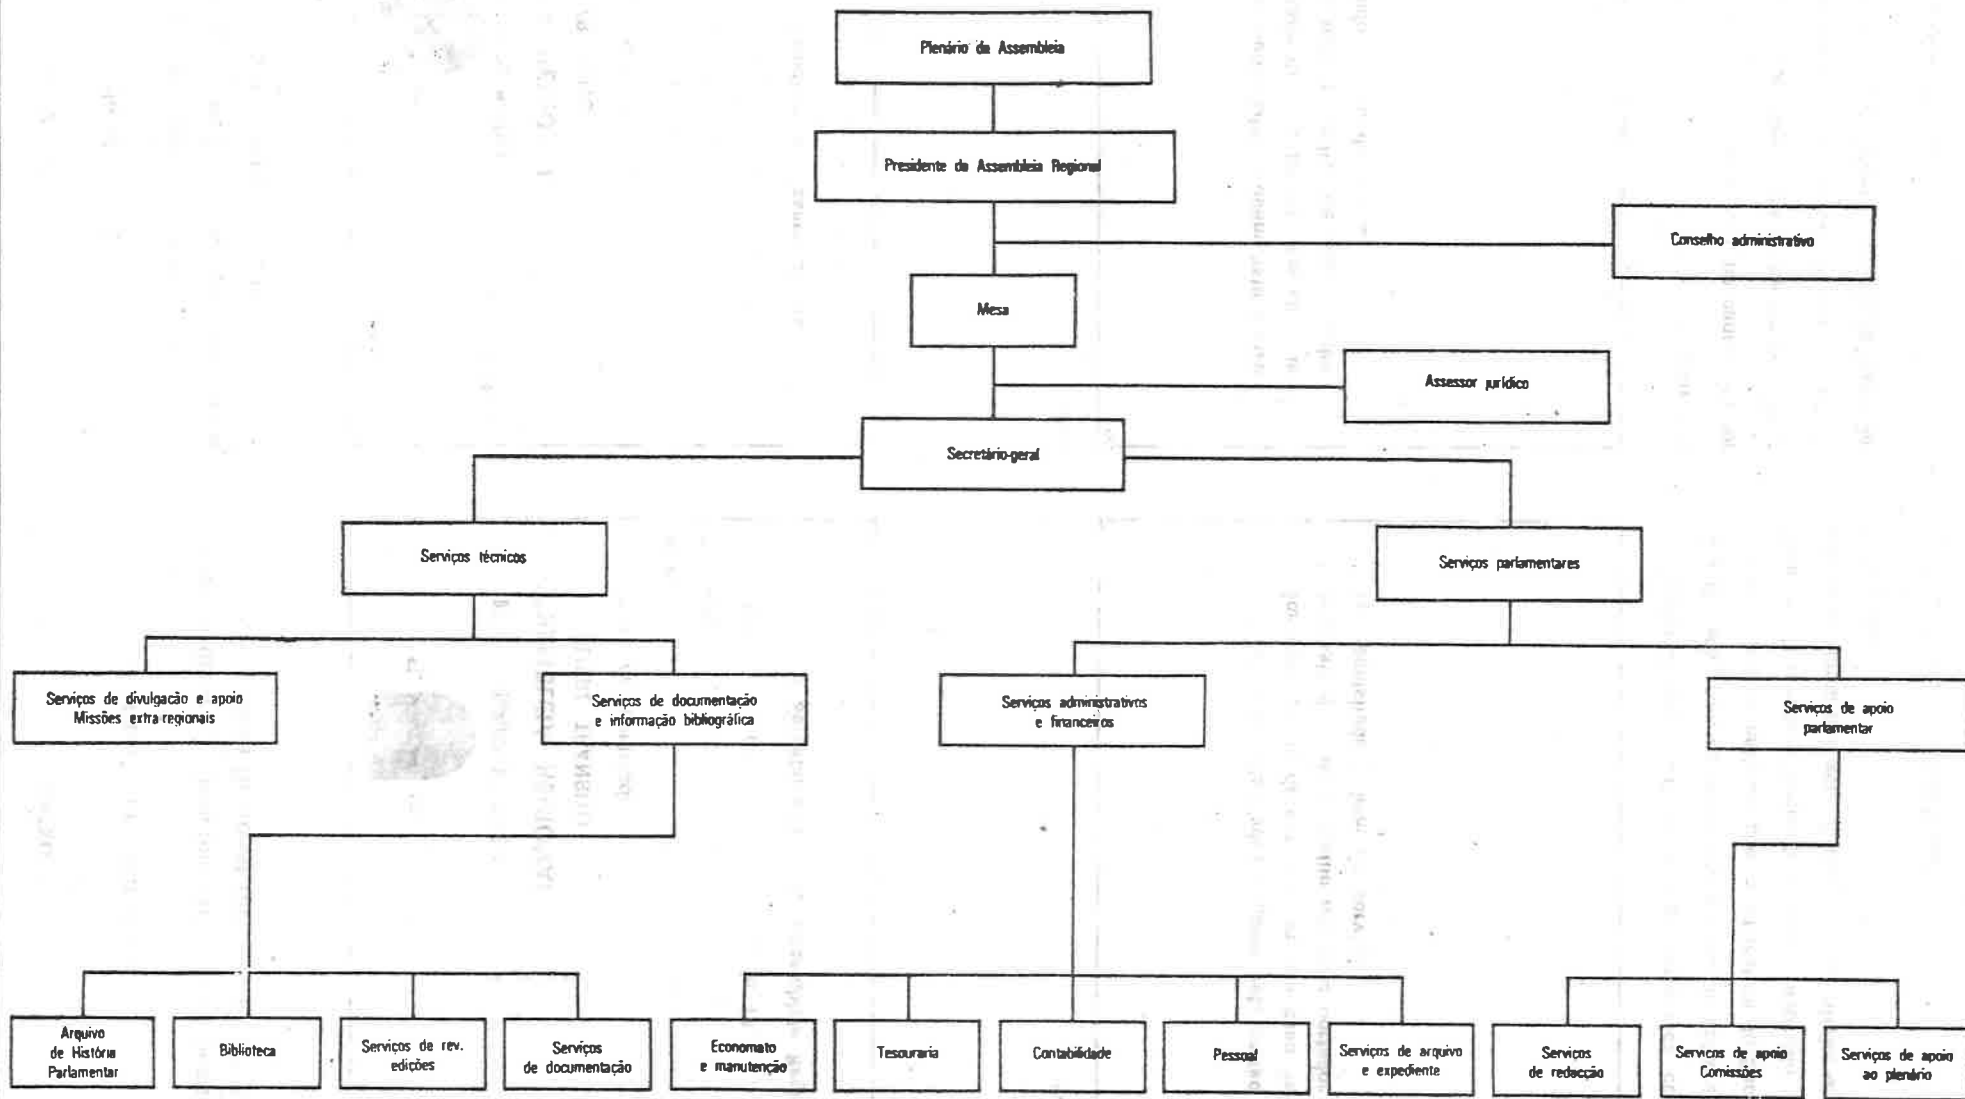 Plenário da Assembleia
Presidente da Assembleia Regional
Conselho administrativo
Mesa
Assessor jurídico
Secretário-geral
Serviços técnicos
Serviços parlamentares
Serviços de divulgação e apoio
Missões extra-regionais
Serviços de documentação
e informação bibliográfica
Serviços administrativos
e financeiros
Serviços de apoio
parlamentar
Arquivo
de História
Parlamentar
Biblioteca
Serviços de rev.
edições
Serviços
de documentação
Economato
e manutenção
Tesouraria
Contabilidade
Pessoal
Serviços de arquivo
e expediente
Serviços
de redacção
Serviços de apoio
Comissões
Serviços de apoio
ao plenário